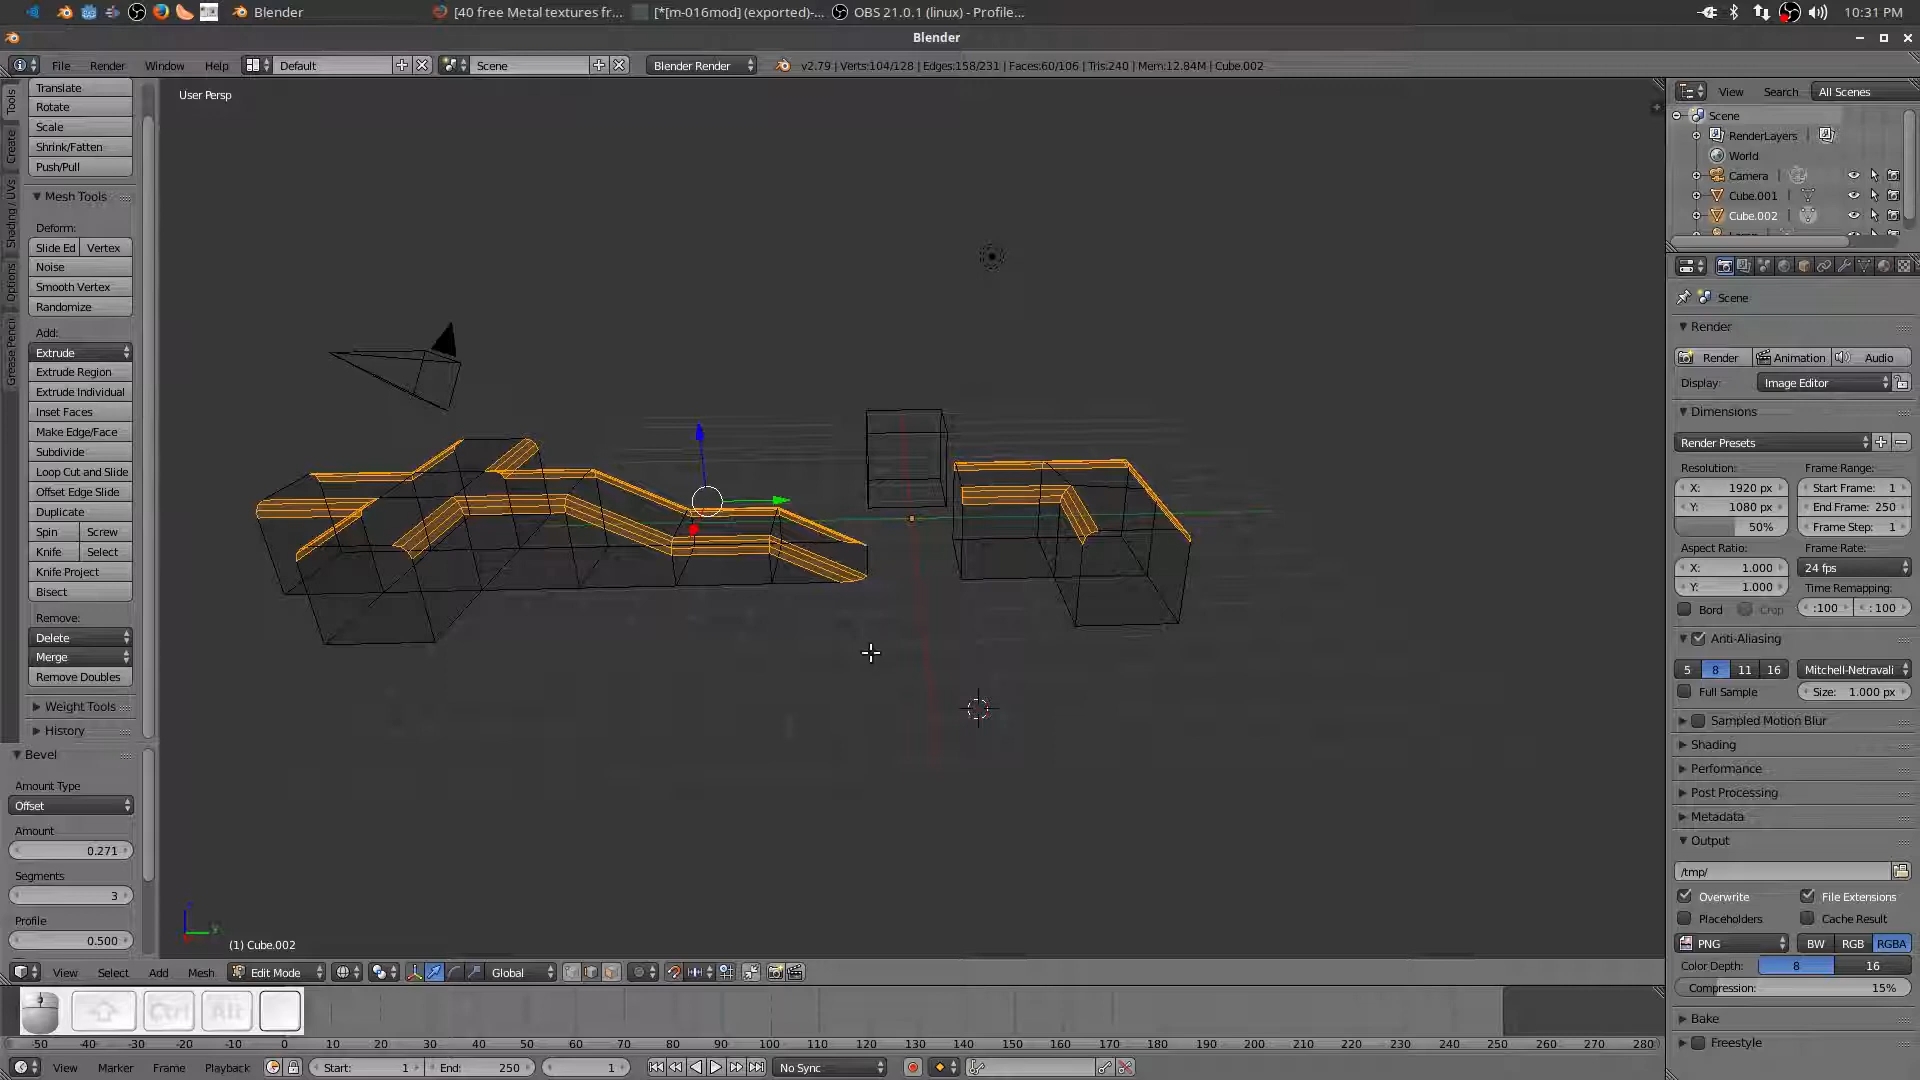 Blender
[40 free Metal textures fr...
[*[m-016mod] (exported)-...
OBS 21.0.1 (linux) - Profile...
10:31 PM
Blender
File
Render
Window
Help
Default
Scene
Blender Render
v2.79 | Verts:104/128 | Edges:158/231 | Faces:60/106 | Tris:240 | Mem:12.84M | Cube.002
Tools
Create
Shading / UVs
Options
Grease Pencil
Translate
Rotate
Scale
Shrink/Fatten
Push/Pull
Mesh Tools
Deform:
Slide Ed
Vertex
Noise
Smooth Vertex
Randomize
Add:
Extrude
Extrude Region
Extrude Individual
Inset Faces
Make Edge/Face
Subdivide
Loop Cut and Slide
Offset Edge Slide
Duplicate
Spin
Screw
Knife
Select
Knife Project
Bisect
Remove:
Delete
Merge
Remove Doubles
Weight Tools
History
Bevel
Amount Type
Offset
Amount
0.271
Segments
3
Profile
0.500
User Persp
(1) Cube.002
View
Select
Add
Mesh
Edit Mode
Global
Ctrl
Alt
-50 -40 -30 -20 -10 0 10 20 30 40 50 60 70 80 90 100 110 120 130 140 150 160 170 180 190 200 210 220 230 240 250 260 270 280
View
Marker
Frame
Playback
Start: 1
End: 250
1
No Sync
View
Search
All Scenes
Scene
RenderLayers
World
Camera
Cube.001
Cube.002
Scene
Render
Render
Animation
Audio
Display:
Image Editor
Dimensions
Render Presets
Resolution:
Frame Range:
X: 1920 px
Start Frame: 1
Y: 1080 px
End Frame: 250
50%
Frame Step: 1
Aspect Ratio:
Frame Rate:
X: 1.000
24 fps
Y: 1.000
Time Remapping:
Bord
Crop
:100
: 100
Anti-Aliasing
5
8
11
16
Mitchell-Netravali
Full Sample
Size: 1.000 px
Sampled Motion Blur
Shading
Performance
Post Processing
Metadata
Output
/tmp/
Overwrite
File Extensions
Placeholders
Cache Result
PNG
BW
RGB
RGBA
Color Depth:
8
16
Compression: 15%
Bake
Freestyle